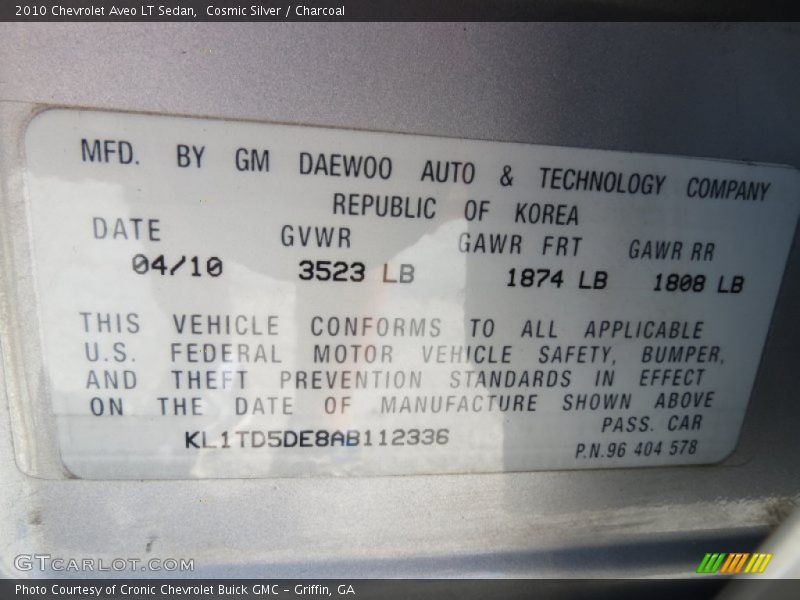 2010 Chevrolet Aveo LT Sedan,  Cosmic Silver / Charcoal
MFD. BY GM DAEWOO AUTO & TECHNOLOGY COMPANY
REPUBLIC OF KOREA
DATE GVWR GAWR FRT GAWR RR
04/10 3523 LB 1874 LB 1808 LB
THIS VEHICLE CONFORMS TO ALL APPLICABLE
U.S. FEDERAL MOTOR VEHICLE SAFETY, BUMPER,
AND THEFT PREVENTION STANDARDS IN EFFECT
ON THE DATE OF MANUFACTURE SHOWN ABOVE
PASS. CAR
KL1TD5DE8AB112336
P.N.96 404 578
GTcarlot.com
Photo Courtesy of Cronic Chevrolet Buick GMC – Griffin, GA